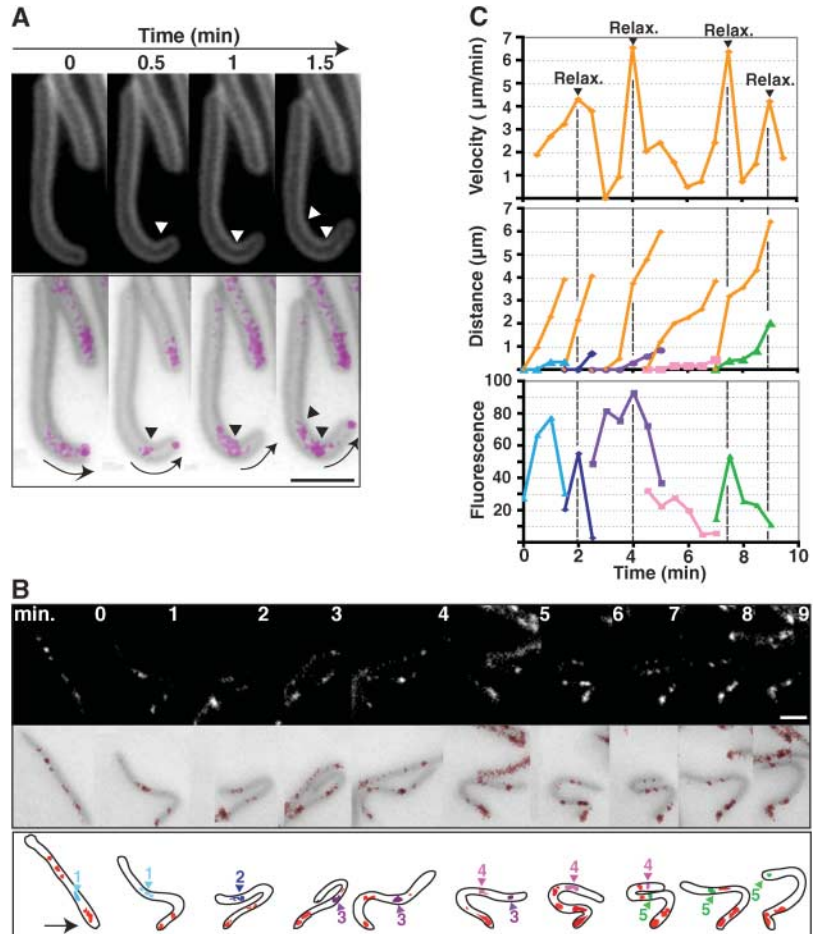 A
Time (min)
0 0.5 1 1.5
C
Velocity ( µm/min)
7
6
5
4
3
2
1
Relax.
Relax.
Relax.
Relax.
Distance (µm)
7
6
5
4
3
2
1
Fluorescence
100
80
60
40
20
0 2 4 6 8 10
Time (min)
B
min. 0 1 2 3 4 5 6 7 8 9
1 1 2 3 3 4 3 4 5 4 5 5 5